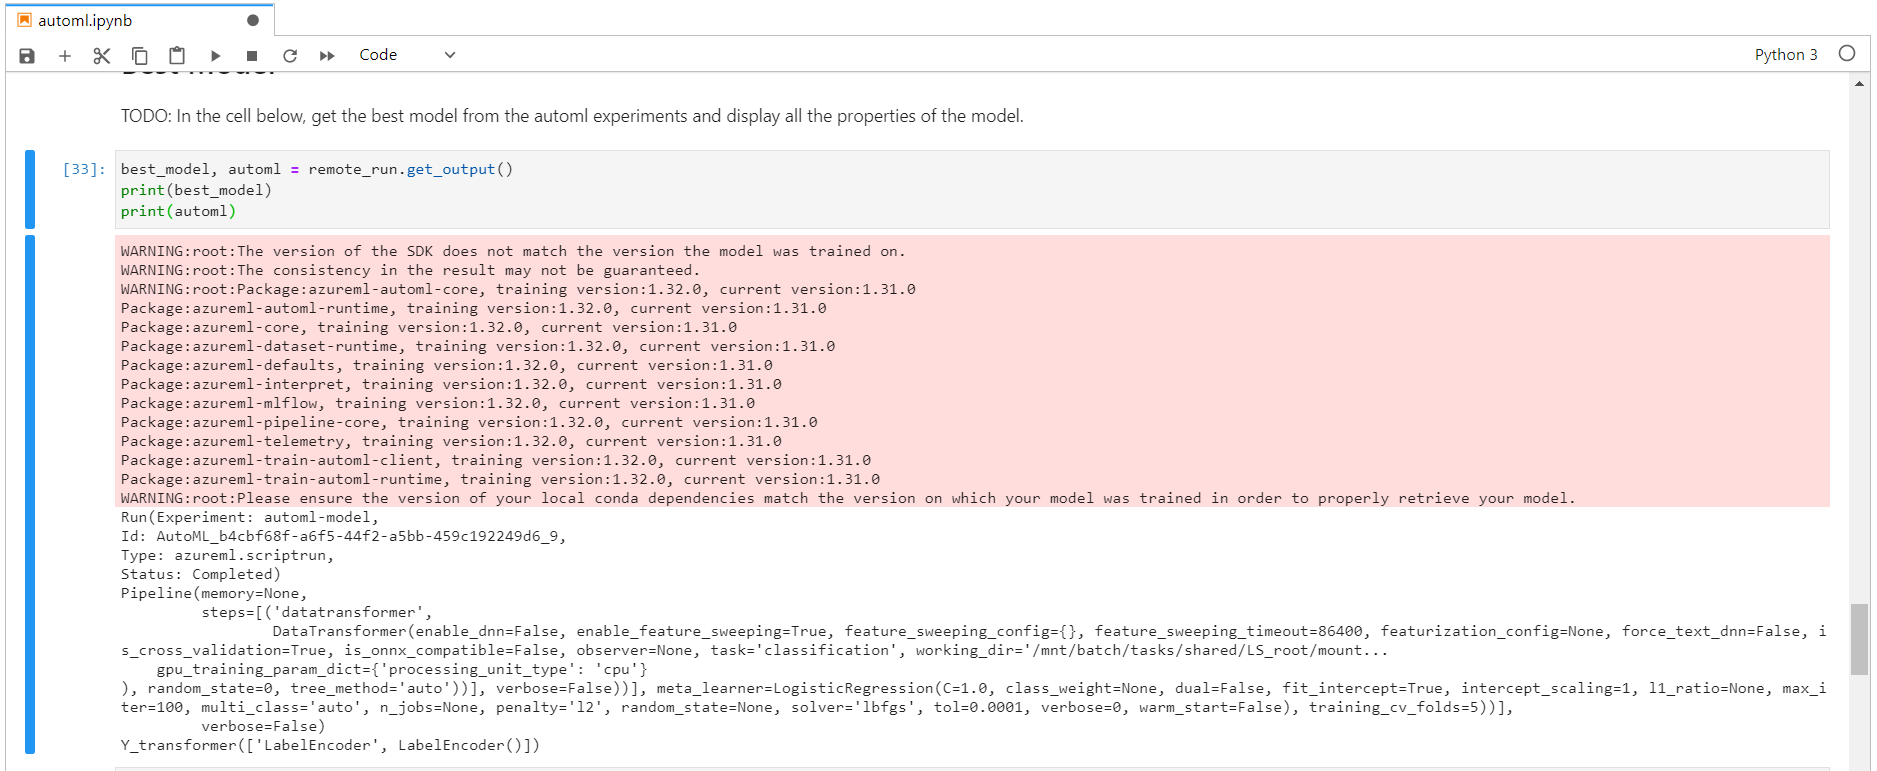 automl.ipynb
Code
Python 3
Best Model
TODO: In the cell below, get the best model from the automl experiments and display all the properties of the model.
[33]: best_model, automl = remote_run.get_output()
print(best_model)
print(automl)
WARNING:root:The version of the SDK does not match the version the model was trained on.
WARNING:root:The consistency in the result may not be guaranteed.
WARNING:root:Package:azureml-automl-core, training version:1.32.0, current version:1.31.0
Package:azureml-automl-runtime, training version:1.32.0, current version:1.31.0
Package:azureml-core, training version:1.32.0, current version:1.31.0
Package:azureml-dataset-runtime, training version:1.32.0, current version:1.31.0
Package:azureml-defaults, training version:1.32.0, current version:1.31.0
Package:azureml-interpret, training version:1.32.0, current version:1.31.0
Package:azureml-mlflow, training version:1.32.0, current version:1.31.0
Package:azureml-pipeline-core, training version:1.32.0, current version:1.31.0
Package:azureml-telemetry, training version:1.32.0, current version:1.31.0
Package:azureml-train-automl-client, training version:1.32.0, current version:1.31.0
Package:azureml-train-automl-runtime, training version:1.32.0, current version:1.31.0
WARNING:root:Please ensure the version of your local conda dependencies match the version on which your model was trained in order to properly retrieve your model.
Run(Experiment: automl-model,
Id: AutoML_b4cbf68f-a6f5-44f2-a5bb-459c192249d6_9,
Type: azureml.scriptrun,
Status: Completed)
Pipeline(memory=None,
steps=[('datatransformer',
DataTransformer(enable_dnn=False, enable_feature_sweeping=True, feature_sweeping_config={}, feature_sweeping_timeout=86400, featurization_config=None, force_text_dnn=False, i
s_cross_validation=True, is_onnx_compatible=False, observer=None, task='classification', working_dir='/mnt/batch/tasks/shared/LS_root/mount...
gpu_training_param_dict={'processing_unit_type': 'cpu'}
), random_state=0, tree_method='auto'))], verbose=False))], meta_learner=LogisticRegression(C=1.0, class_weight=None, dual=False, fit_intercept=True, intercept_scaling=1, l1_ratio=None, max_i
ter=100, multi_class='auto', n_jobs=None, penalty='l2', random_state=None, solver='lbfgs', tol=0.0001, verbose=0, warm_start=False), training_cv_folds=5))],
verbose=False)
Y_transformer(['LabelEncoder', LabelEncoder()])